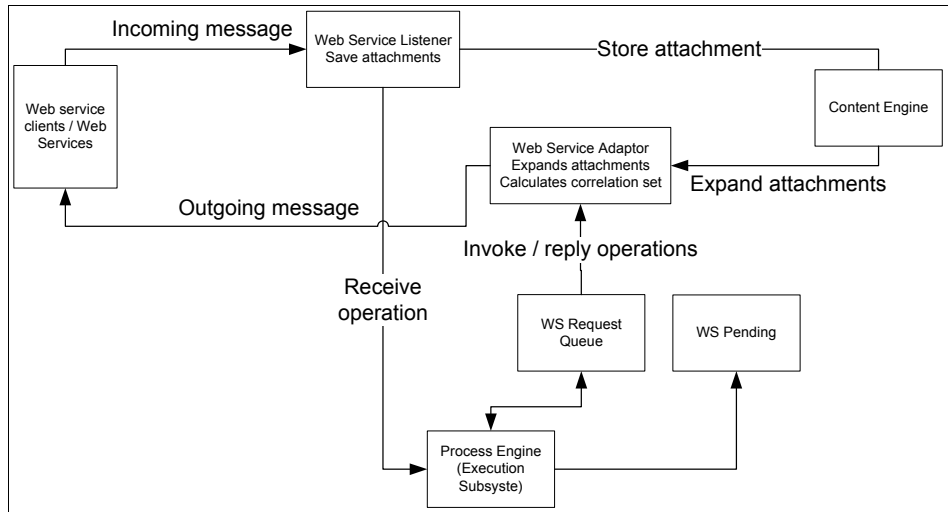 Incoming message
Web Service Listener
Save attachments
Store attachment
Web service
clients / Web
Services
Content Engine
Web Service Adaptor
Expands attachments
Calculates correlation set
Expand attachments
Outgoing message
Invoke / reply operations
Receive
operation
WS Request
Queue
WS Pending
Process Engine
(Execution
Subsyste)